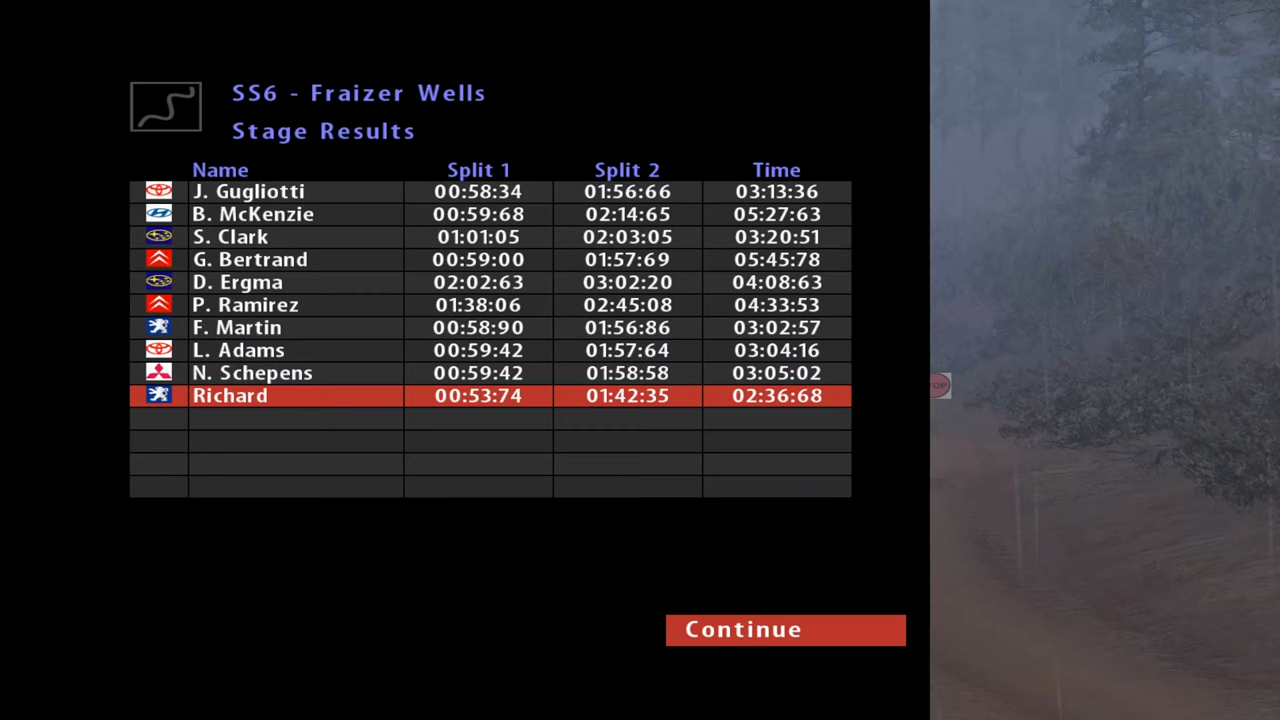 SS6 - Fraizer Wells
Stage Results
Name Split 1 Split 2 Time
J. Gugliotti 00:58:34 01:56:66 03:13:36
B. McKenzie 00:59:68 02:14:65 05:27:63
S. Clark 01:01:05 02:03:05 03:20:51
G. Bertrand 00:59:00 01:57:69 05:45:78
D. Ergma 02:02:63 03:02:20 04:08:63
P. Ramirez 01:38:06 02:45:08 04:33:53
F. Martin 00:58:90 01:56:86 03:02:57
L. Adams 00:59:42 01:57:64 03:04:16
N. Schepens 00:59:42 01:58:58 03:05:02
Richard 00:53:74 01:42:35 02:36:68
Continue